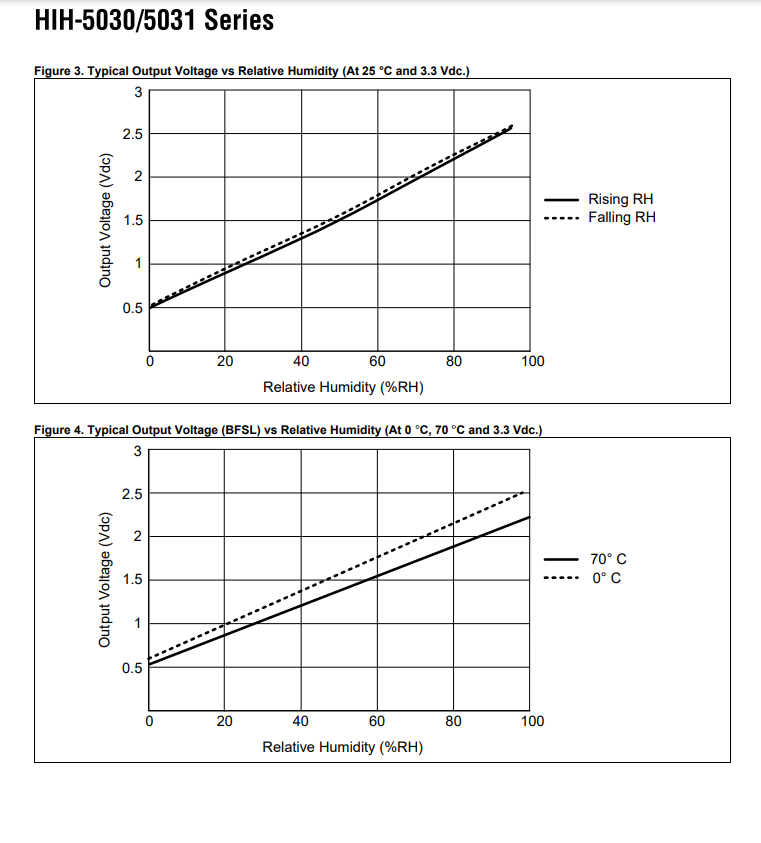 HIH-5030/5031 Series
Figure 3. Typical Output Voltage vs Relative Humidity (At 25 °C and 3.3 Vdc.)
3
2.5
2
1.5
1
0.5
Output Voltage (Vdc)
0 20 40 60 80 100
Relative Humidity (%RH)
Rising RH
Falling RH
Figure 4. Typical Output Voltage (BFSL) vs Relative Humidity (At 0 °C, 70 °C and 3.3 Vdc.)
3
2.5
2
1.5
1
0.5
Output Voltage (Vdc)
0 20 40 60 80 100
Relative Humidity (%RH)
70° C
0° C